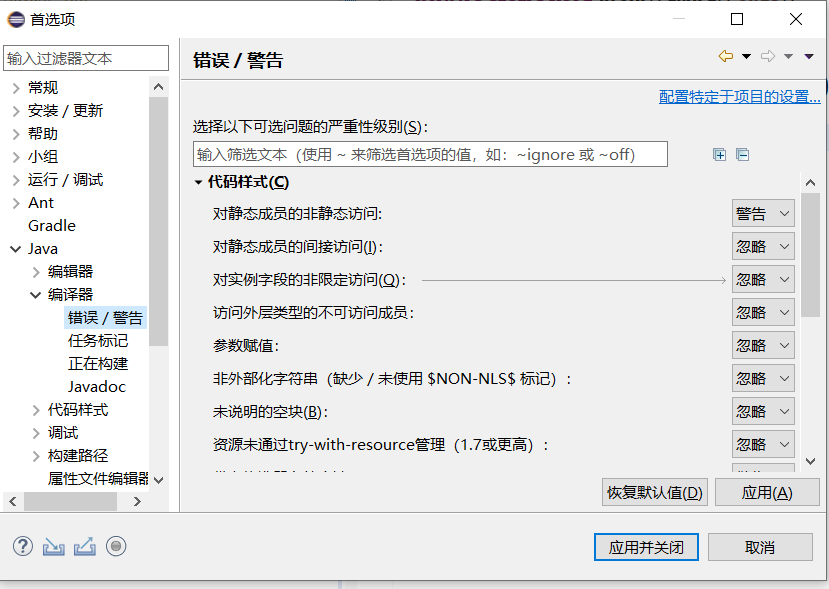 首选项
输入过滤器文本
常规
安装 / 更新
帮助
小组
运行 / 调试
Ant
Gradle
Java
编辑器
编译器
错误 / 警告
任务标记
正在构建
Javadoc
代码样式
调试
构建路径
属性文件编辑器
错误 / 警告
配置特定于项目的设置...
选择以下可选问题的严重性级别(S)：
输入筛选文本（使用 ~ 来筛选首选项的值，如：~ignore 或 ~off）
代码样式(C)
对静态成员的非静态访问: 警告
对静态成员的间接访问(I)： 忽略
对实例字段的非限定访问(Q)： 忽略
访问外层类型的不可访问成员： 忽略
参数赋值: 忽略
非外部化字符串（缺少 / 未使用 $NON-NLS$ 标记）： 忽略
未说明的空块(B)： 忽略
资源未通过try-with-resource管理（1.7或更高）： 忽略
恢复默认值(D)
应用(A)
应用并关闭
取消